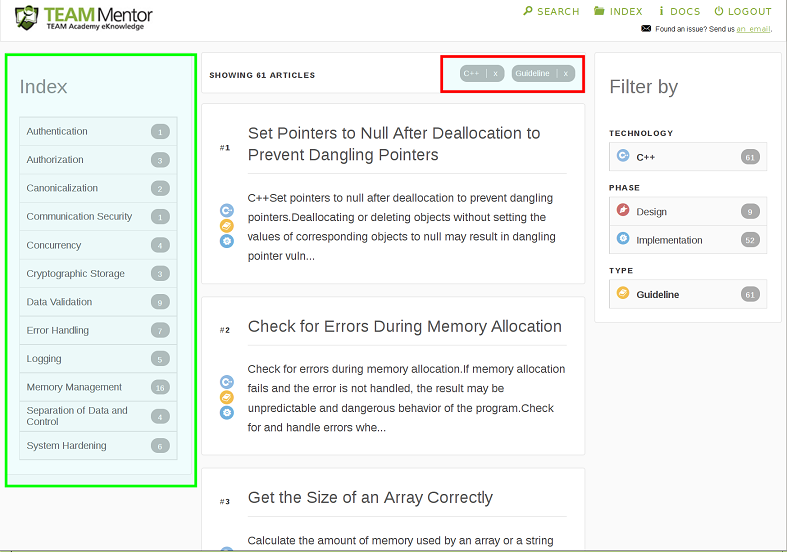 TEAM Mentor
TEAM Academy eKnowledge
SEARCH INDEX DOCS LOGOUT
Found an issue? Send us an email.
Index
Authentication 1
Authorization 3
Canonicalization 2
Communication Security 1
Concurrency 4
Cryptographic Storage 3
Data Validation 9
Error Handling 7
Logging 5
Memory Management 16
Separation of Data and
Control 4
System Hardening 6
SHOWING 61 ARTICLES
C++ | x Guideline | x
#1
Set Pointers to Null After Deallocation to
Prevent Dangling Pointers
C++Set pointers to null after deallocation to prevent dangling
pointers.Deallocating or deleting objects without setting the
values of corresponding objects to null may result in dangling
pointer vuln...
#2
Check for Errors During Memory Allocation
Check for errors during memory allocation.If memory allocation
fails and the error is not handled, the result may be
unpredictable and dangerous behavior of the program.Check
for and handle errors whe...
#3
Get the Size of an Array Correctly
Calculate the amount of memory used by an array or a string
Filter by
TECHNOLOGY
C++ 61
PHASE
Design 9
Implementation 52
TYPE
Guideline 61